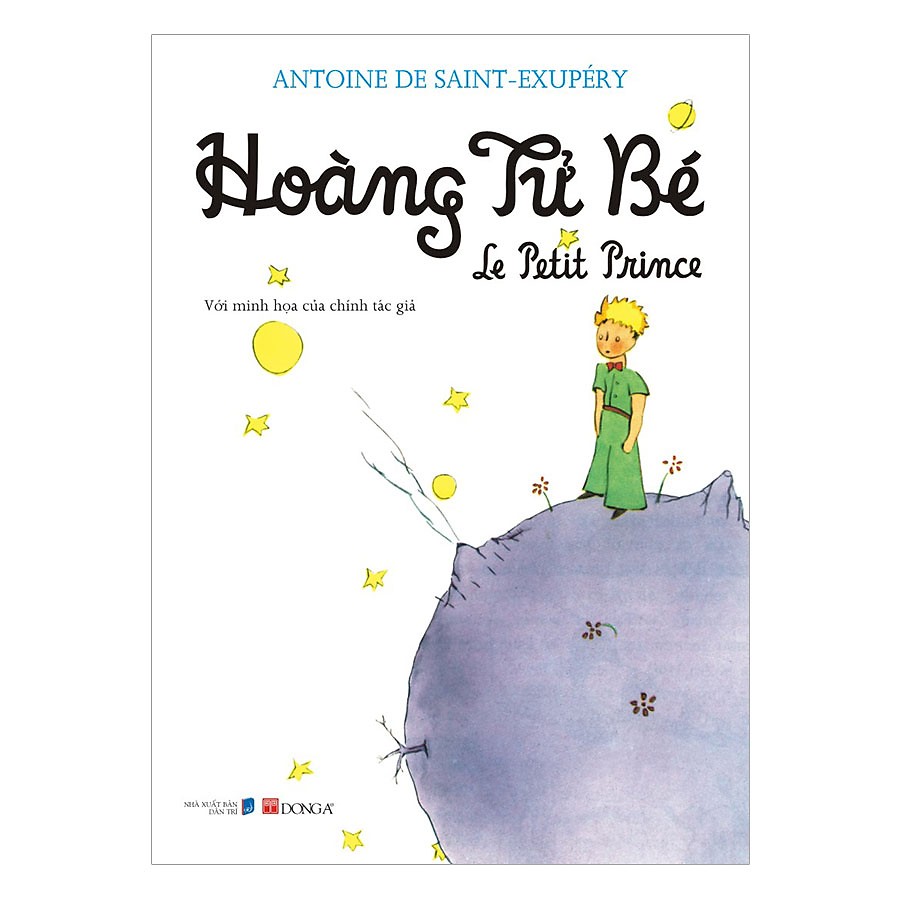 ANTOINE DE SAINT-EXUPÉRY
Hoàng Tử Bé
Le Petit Prince
Với minh họa của chính tác giả
NHÀ XUẤT BẢN
DÂN TRÍ
DONGA®